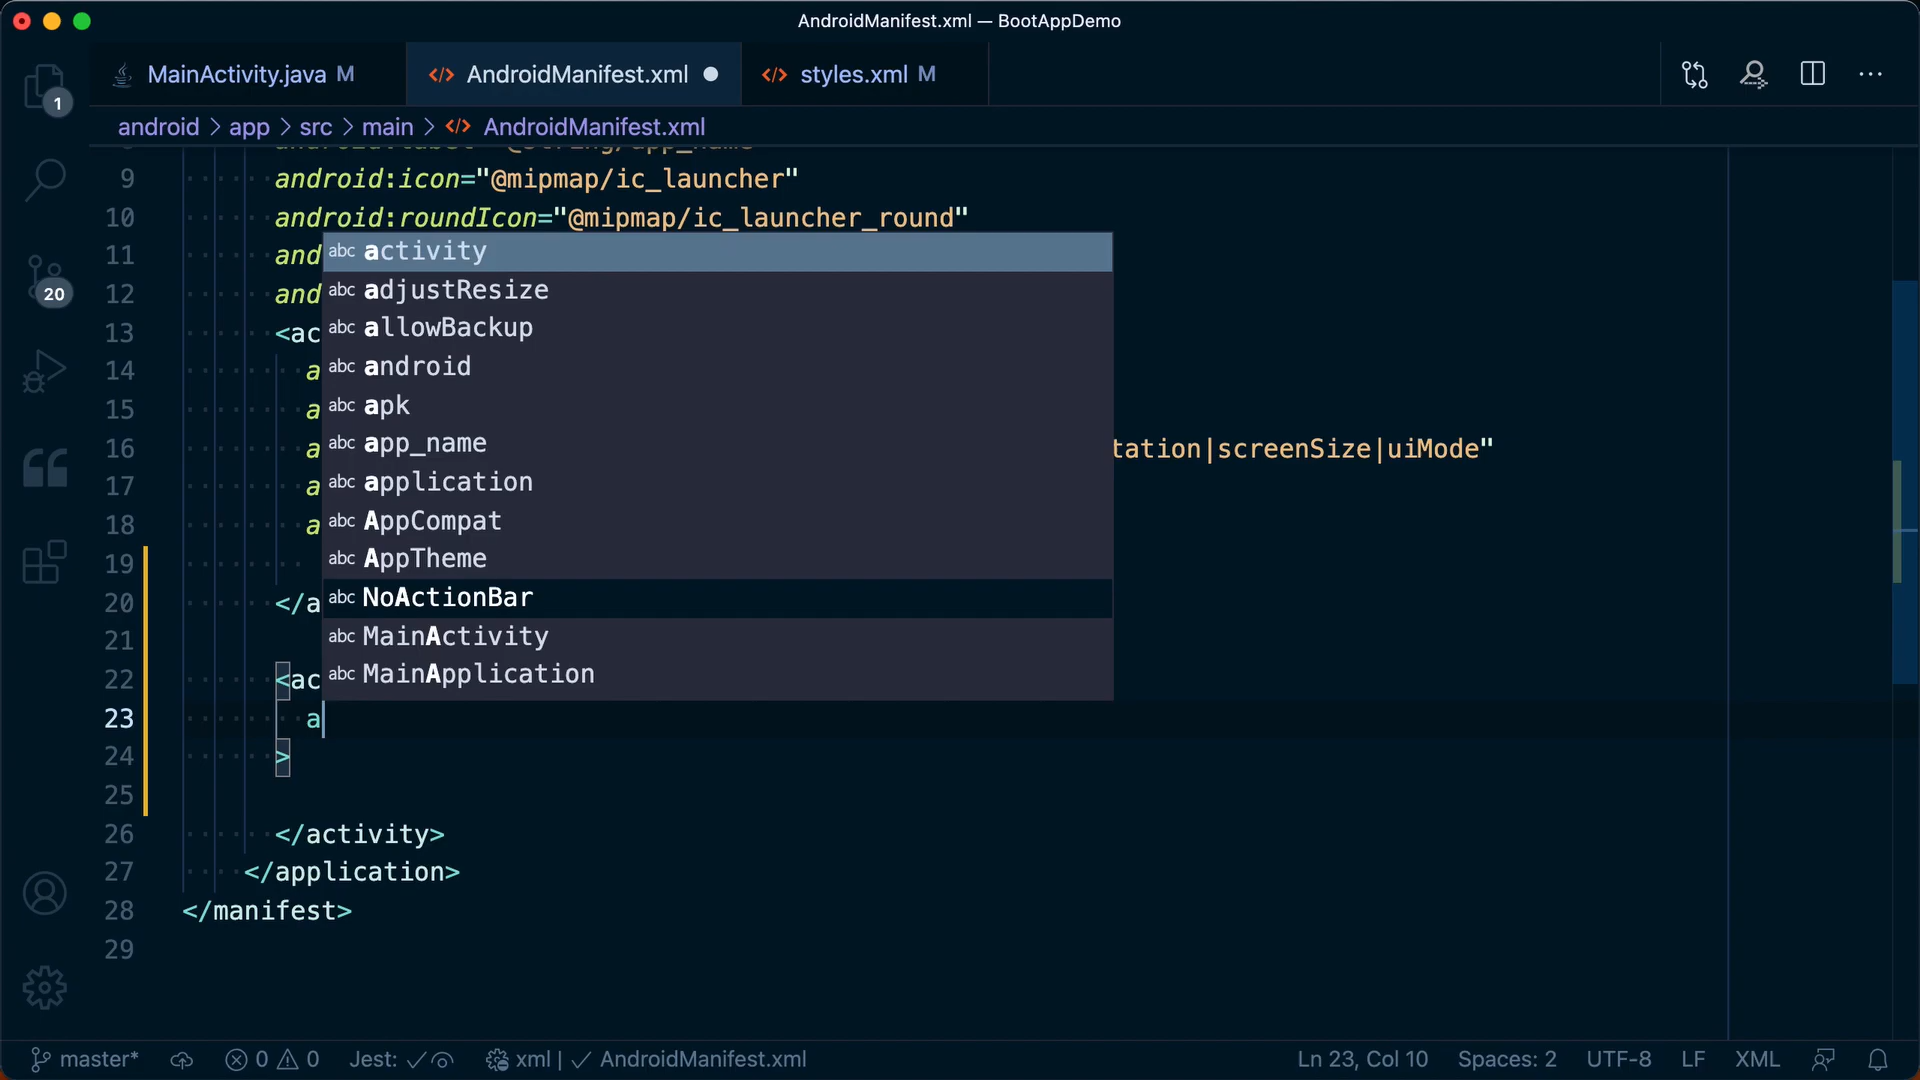 AndroidManifest.xml — BootAppDemo
MainActivity.java M
AndroidManifest.xml
styles.xml M
1
android > app > src > main > AndroidManifest.xml
9 android:icon="@mipmap/ic_launcher"
10 android:roundIcon="@mipmap/ic_launcher_round"
11 and
12 and
13 <ac
14 a
15 a
16 a tation|screenSize|uiMode"
17 a
18 a
19
20 </a
21
22 <ac
23 a
24 >
25
26 </activity>
27 </application>
28 </manifest>
29
abc activity
abc adjustResize
abc allowBackup
abc android
abc apk
abc app_name
abc application
abc AppCompat
abc AppTheme
abc NoActionBar
abc MainActivity
abc MainApplication
20
master* 0 0 Jest: xml | AndroidManifest.xml
Ln 23, Col 10 Spaces: 2 UTF-8 LF XML